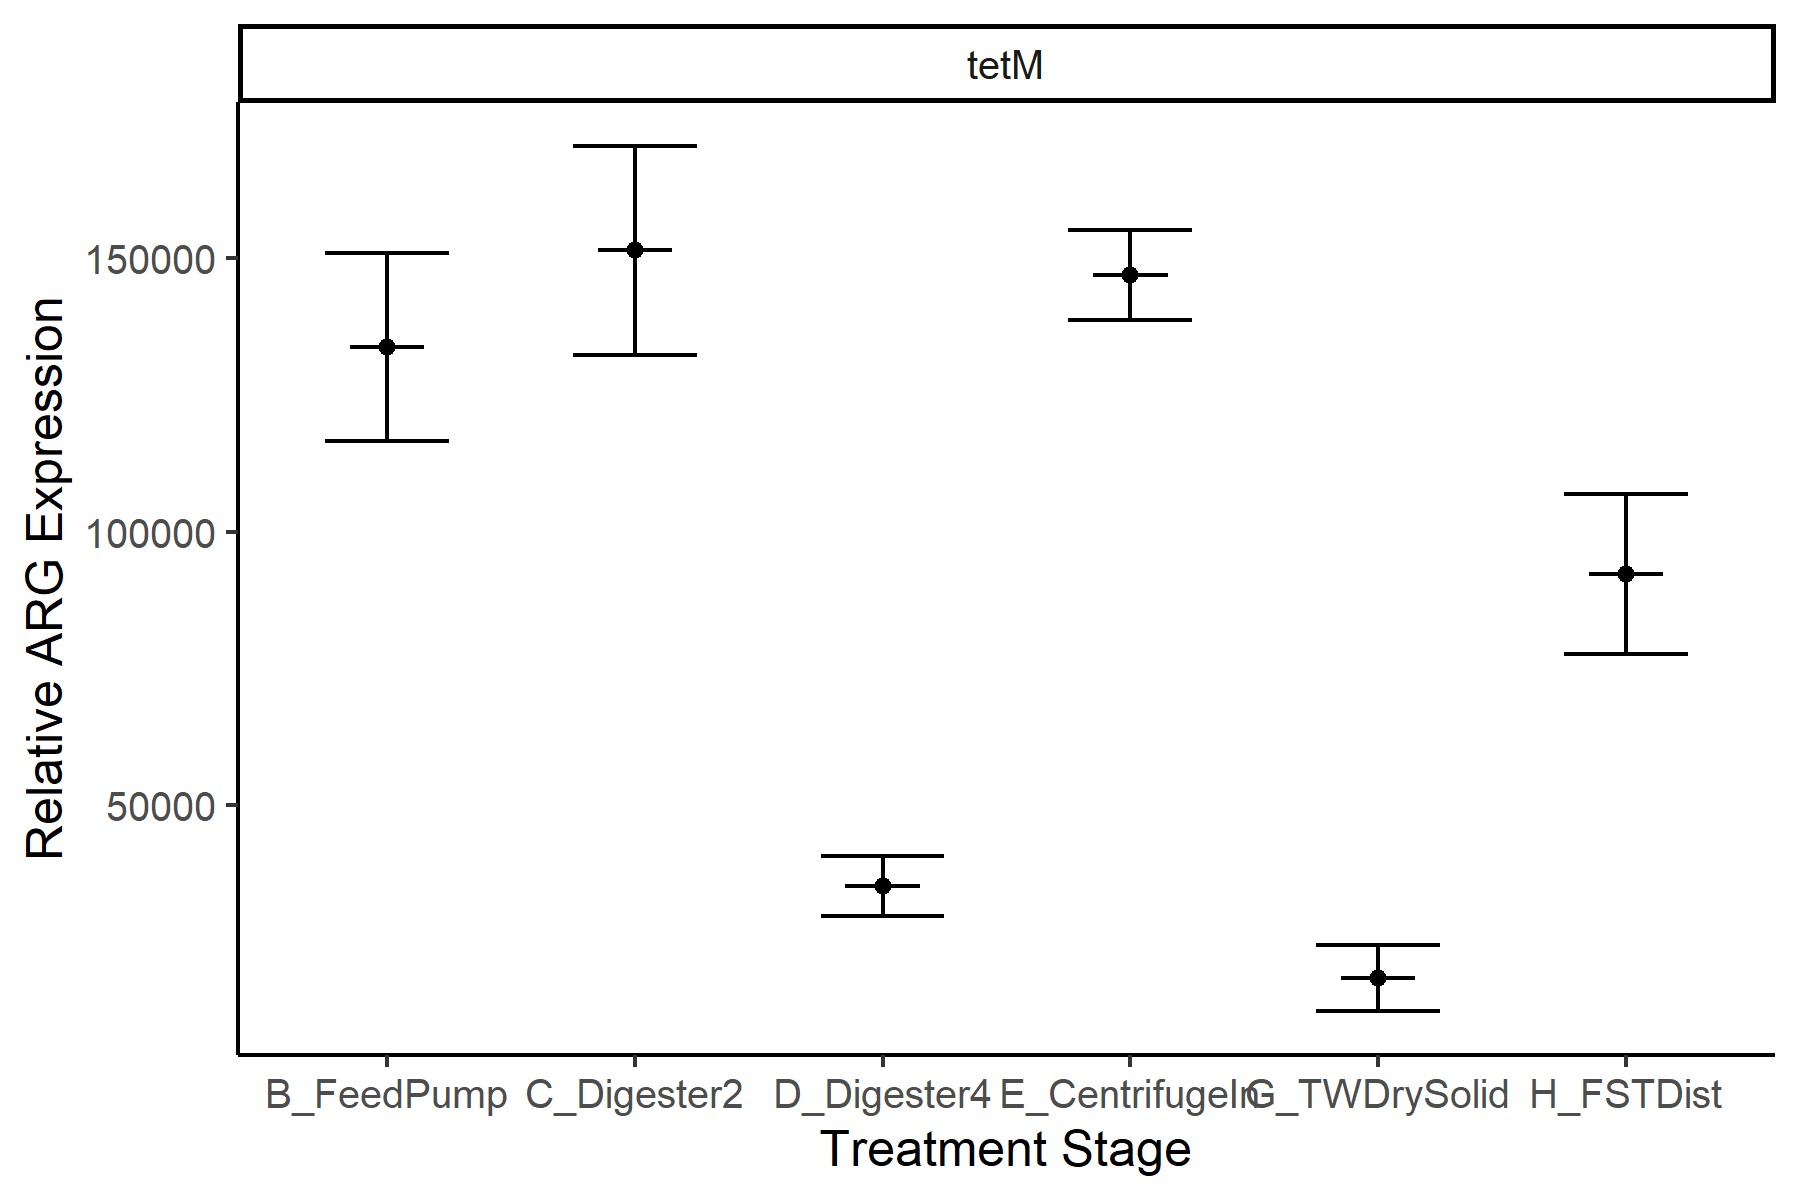 tetM
Relative ARG Expression
150000
100000
50000
B_FeedPump C_Digester2 D_Digester4 E_CentrifugeIn G_TWDrySolid H_FSTDist
Treatment Stage